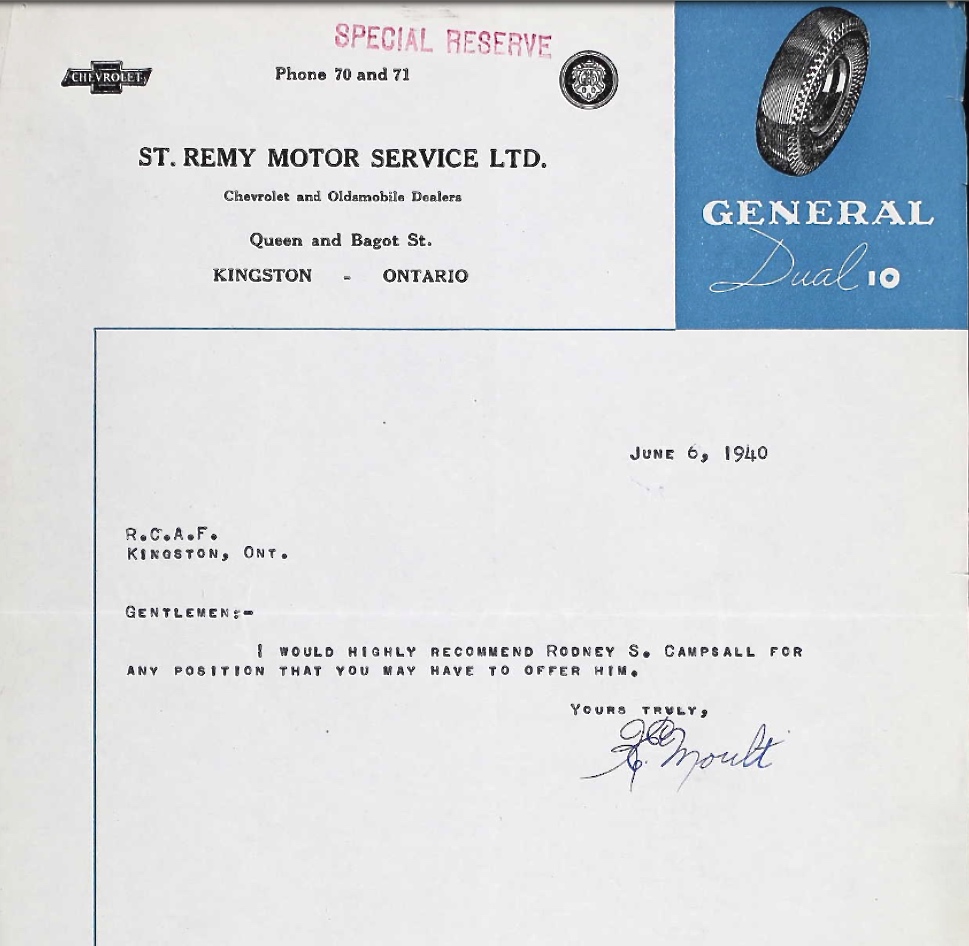 SPECIAL RESERVE
CHEVROLET
Phone 70 and 71
ST. REMY MOTOR SERVICE LTD.
Chevrolet and Oldsmobile Dealers
Queen and Bagot St.
KINGSTON - ONTARIO
GENERAL
Dual 10
JUNE 6, 1940
R.C.A.F.
KINGSTON, ONT.
GENTLEMEN:-
I WOULD HIGHLY RECOMMEND RODNEY S. CAMPSALL FOR
ANY POSITION THAT YOU MAY HAVE TO OFFER HIM.
YOURS TRULY,
Moult